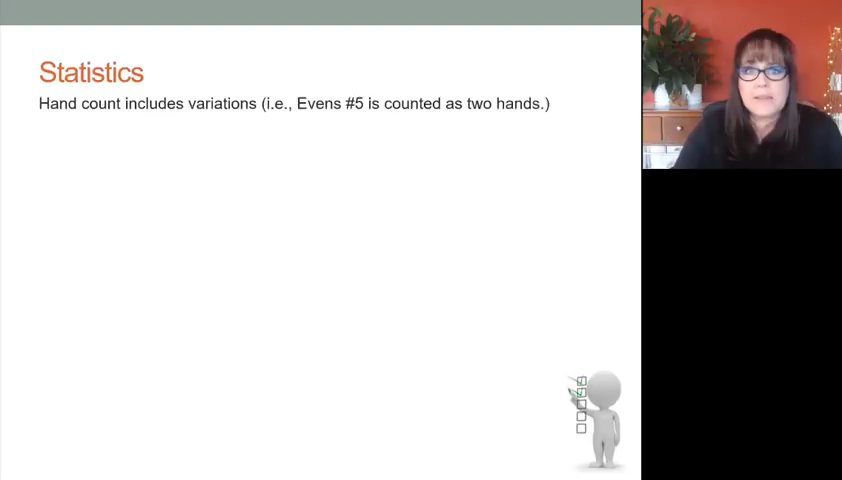 Statistics
Hand count includes variations (i.e., Evens #5 is counted as two hands.)